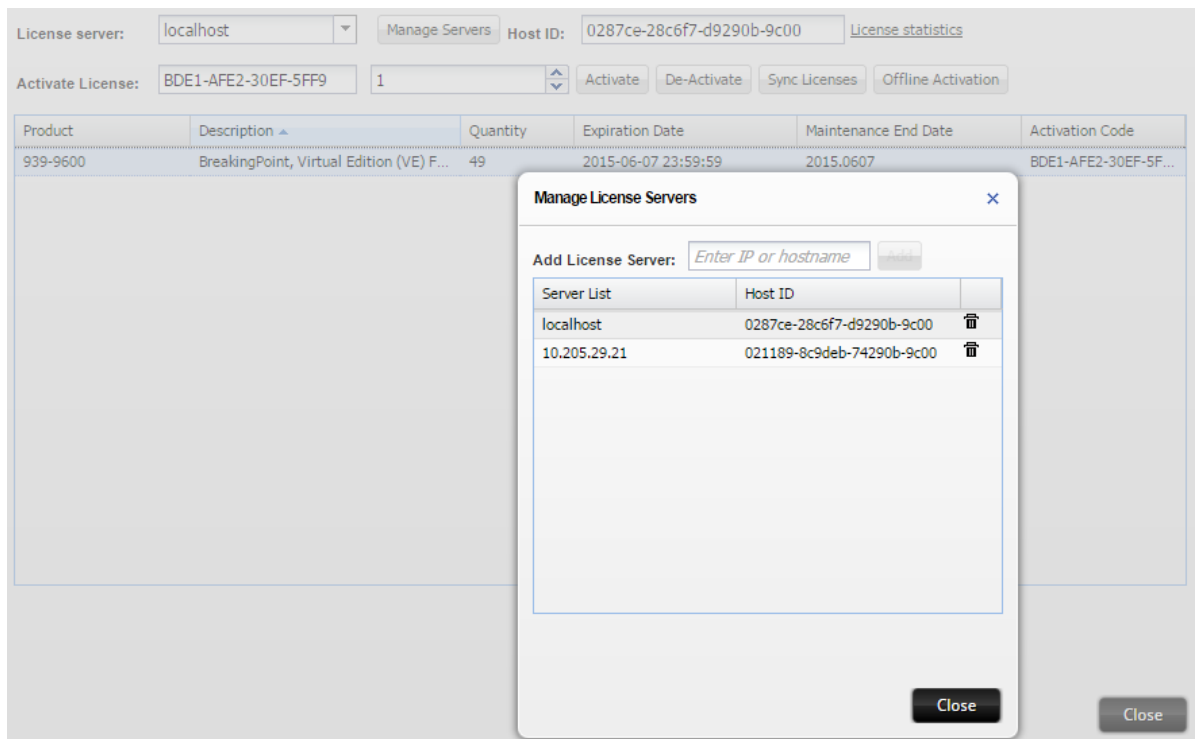 License server: localhost Manage Servers Host ID: 0287ce-28c6f7-d9290b-9c00 License statistics
Activate License: BDE1-AFE2-30EF-5FF9 1 Activate De-Activate Sync Licenses Offline Activation
Product Description Quantity Expiration Date Maintenance End Date Activation Code
939-9600 BreakingPoint, Virtual Edition (VE) F... 49 2015-06-07 23:59:59 2015.0607 BDE1-AFE2-30EF-5F...
Manage License Servers
Add License Server: Enter IP or hostname Add
Server List Host ID
localhost 0287ce-28c6f7-d9290b-9c00
10.205.29.21 021189-8c9deb-74290b-9c00
Close
Close